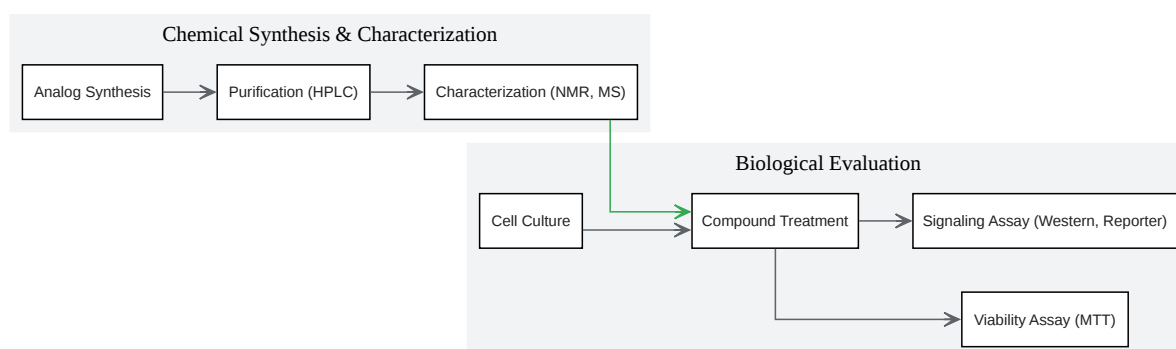 Chemical Synthesis & Characterization
Analog Synthesis
Purification (HPLC)
Characterization (NMR, MS)
Biological Evaluation
Cell Culture
Compound Treatment
Signaling Assay (Western, Reporter)
Viability Assay (MTT)